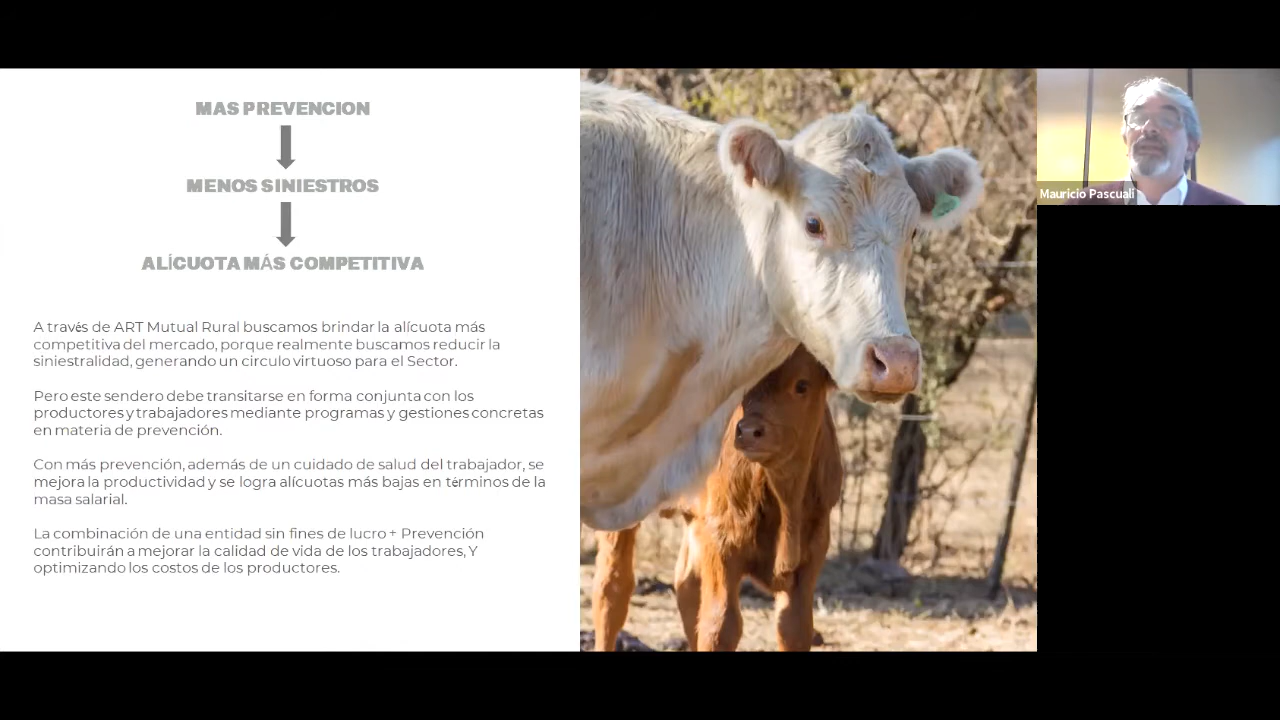 MAS PREVENCION
MENOS SINIESTROS
ALÍCUOTA MÁS COMPETITIVA
A través de ART Mutual Rural buscamos brindar la alícuota más
competitiva del mercado, porque realmente buscamos reducir la
siniestralidad, generando un circulo virtuoso para el Sector.
Pero este sendero debe transitarse en forma conjunta con los
productores y trabajadores mediante programas y gestiones concretas
en materia de prevención.
Con más prevención, además de un cuidado de salud del trabajador, se
mejora la productividad y se logra alícuotas más bajas en términos de la
masa salarial.
La combinación de una entidad sin fines de lucro + Prevención
contribuirán a mejorar la calidad de vida de los trabajadores, Y
optimizando los costos de los productores.
Mauricio Pascuali